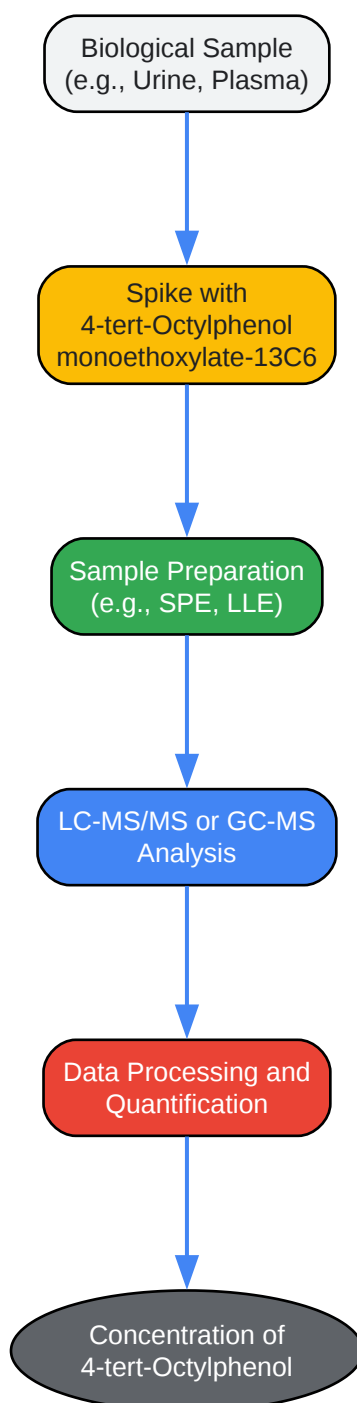 Biological Sample
(e.g., Urine, Plasma)
Spike with
4-tert-Octylphenol
monoethoxylate-13C6
Sample Preparation
(e.g., SPE, LLE)
LC-MS/MS or GC-MS
Analysis
Data Processing and
Quantification
Concentration of
4-tert-Octylphenol